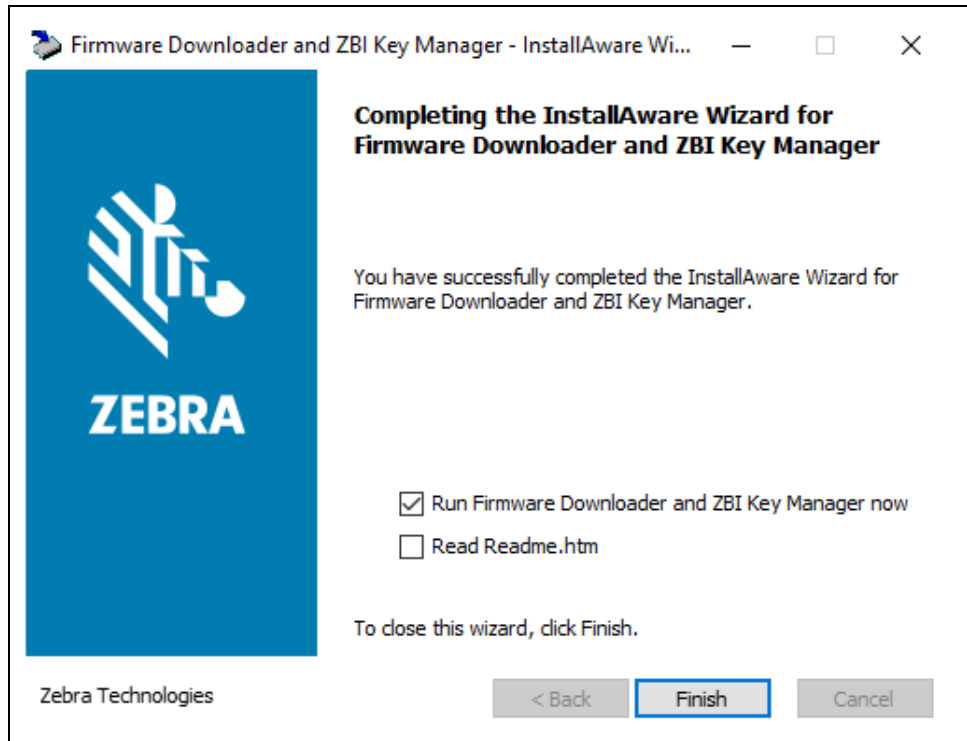 Firmware Downloader and ZBI Key Manager - InstallAware Wi...
Completing the InstallAware Wizard for
Firmware Downloader and ZBI Key Manager
You have successfully completed the InstallAware Wizard for
Firmware Downloader and ZBI Key Manager.
ZEBRA
Run Firmware Downloader and ZBI Key Manager now
Read Readme.htm
To close this wizard, click Finish.
Zebra Technologies
< Back
Finish
Cancel